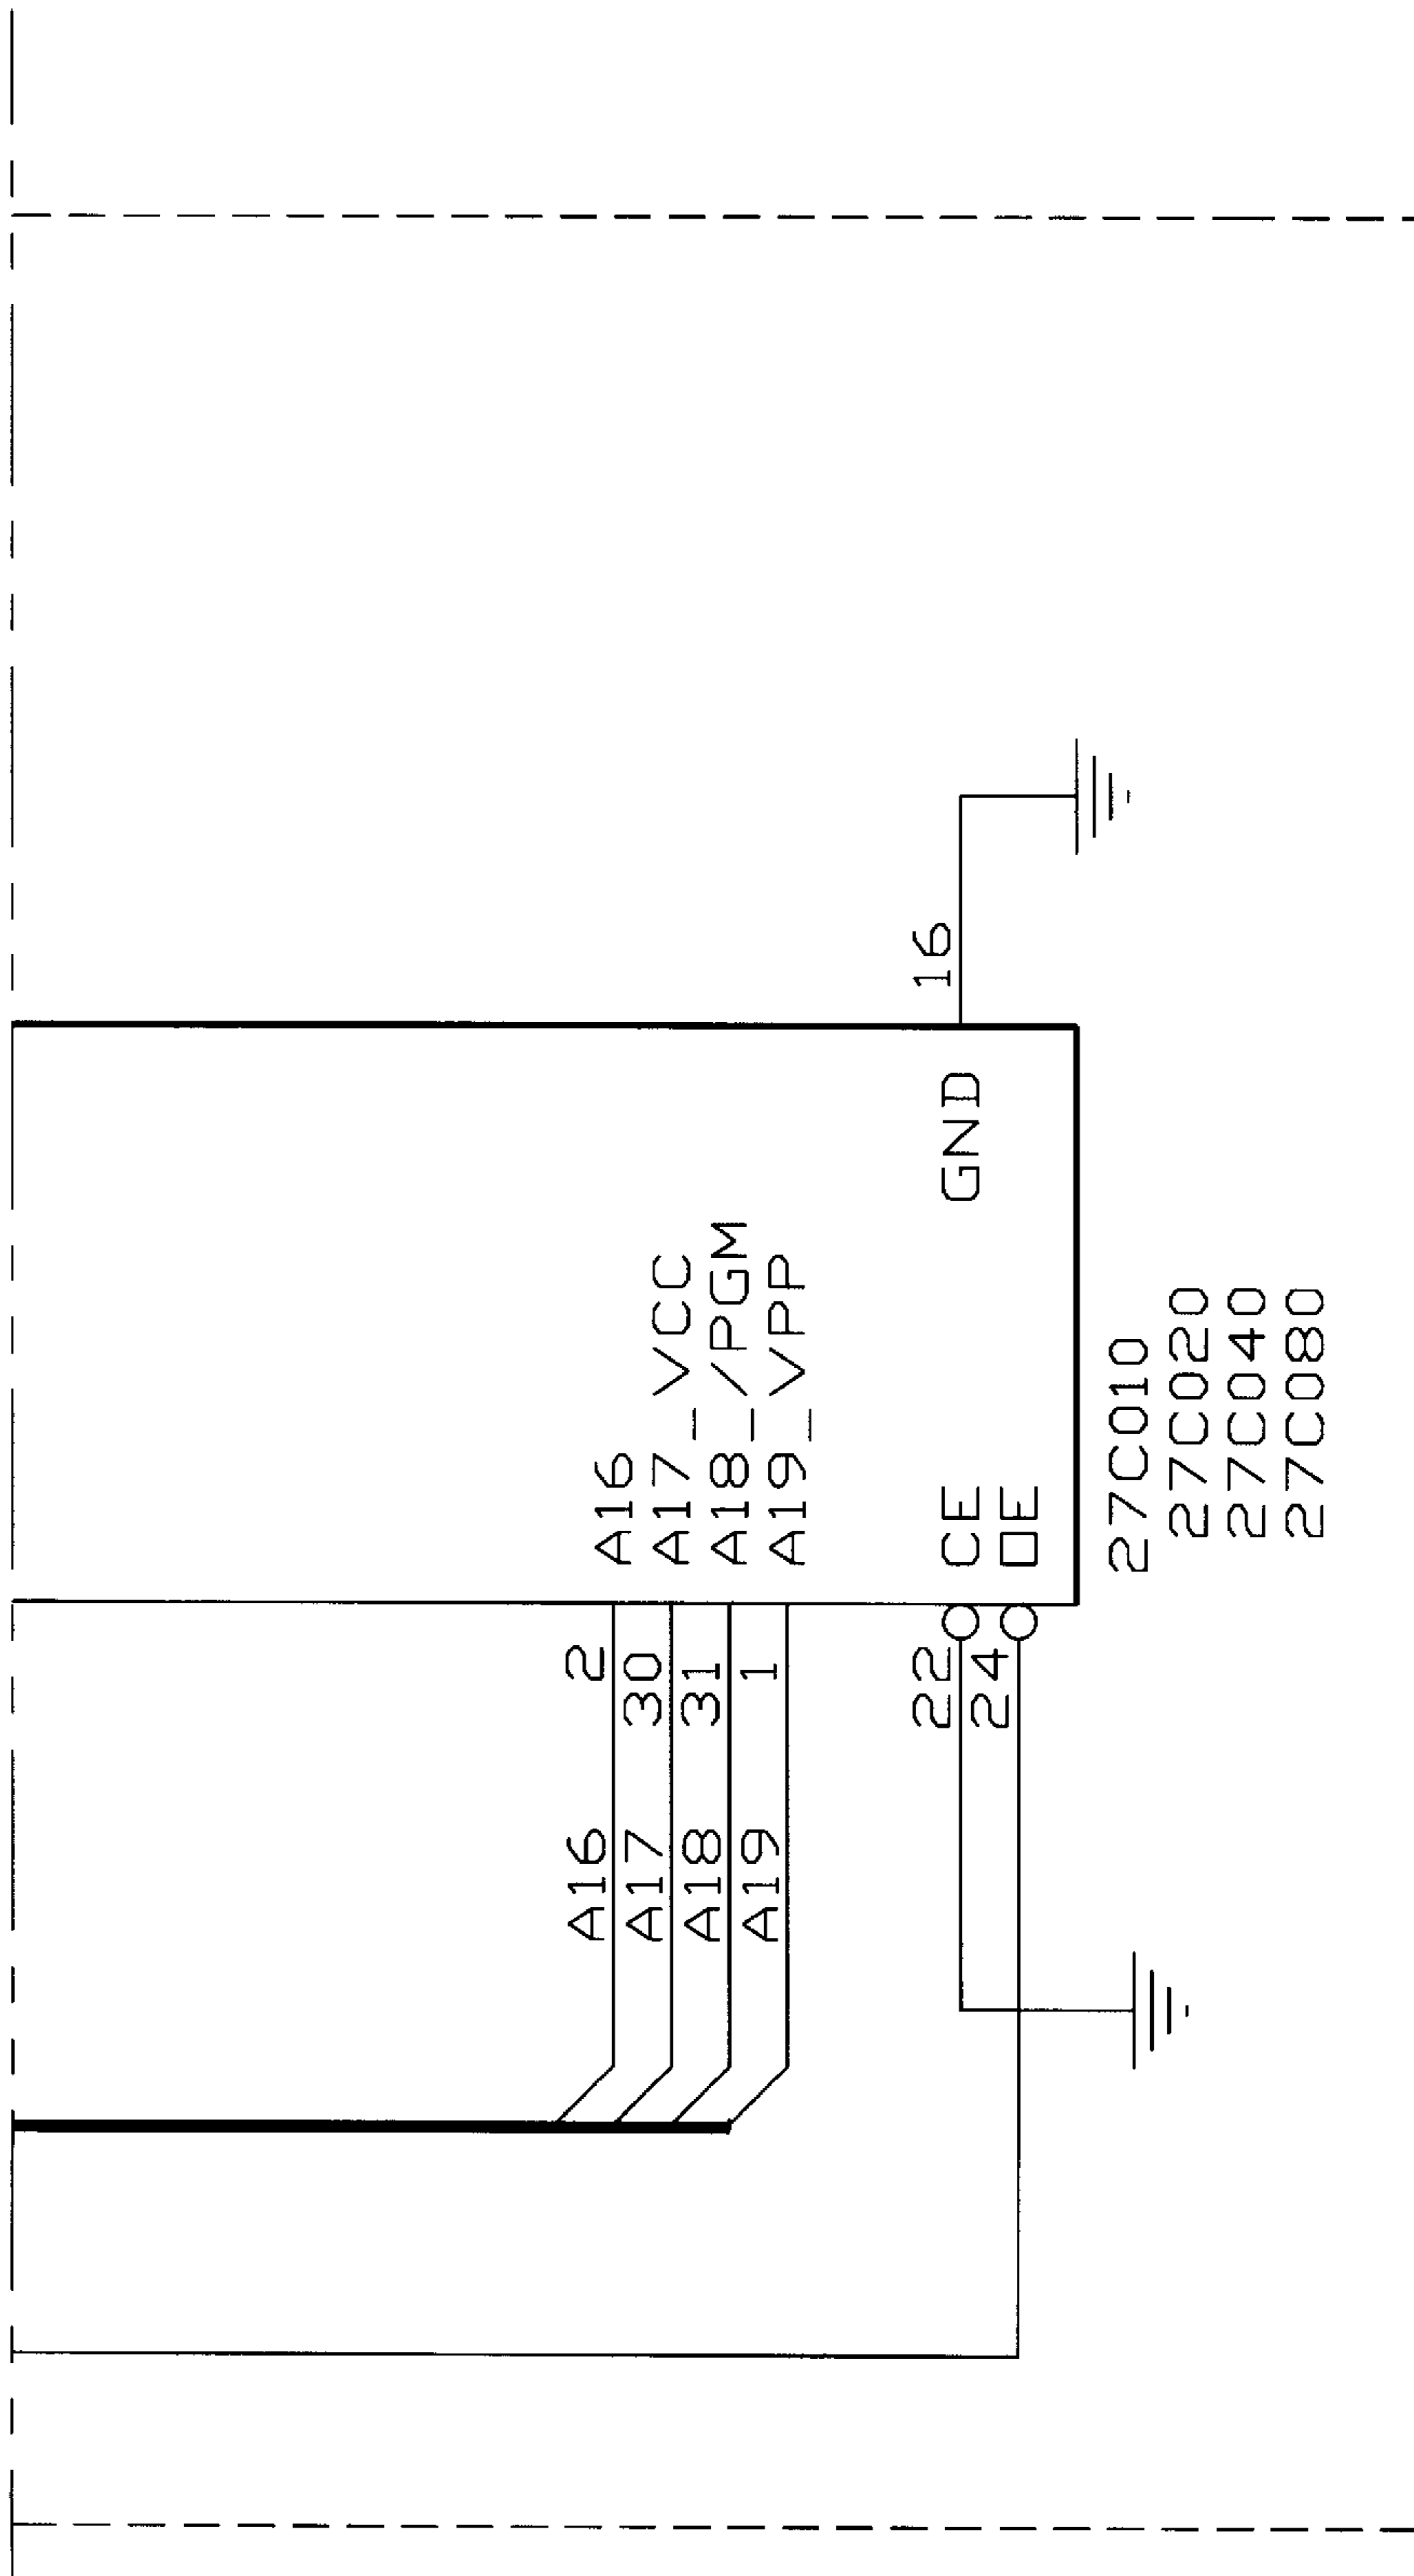 A16 2 A16
A17 30 A17_VCC
A18 31 A18_/PGM
A19 1 A19_VPP
22 CE GND 16
24 OE
27C010
27C020
27C040
27C080